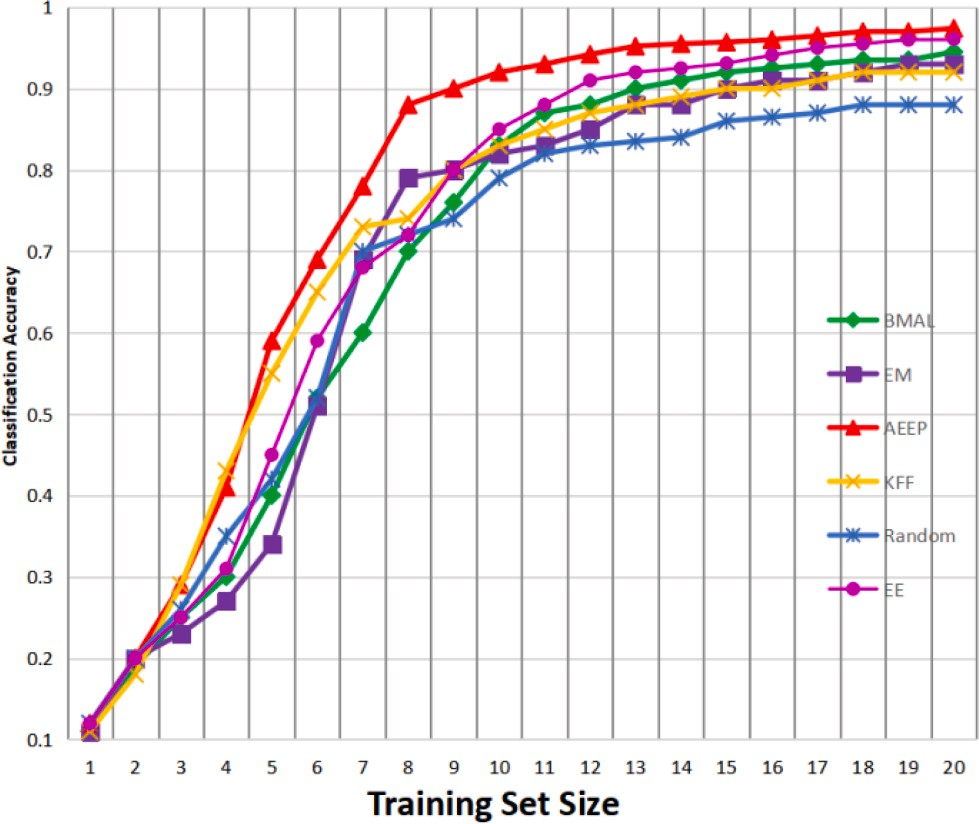 1
0.9
0.8
0.7
0.6
0.5
0.4
0.3
0.2
0.1
Classification Accuracy
BMAL
EM
AEEP
KFF
Random
EE
1 2 3 4 5 6 7 8 9 10 11 12 13 14 15 16 17 18 19 20
Training Set Size